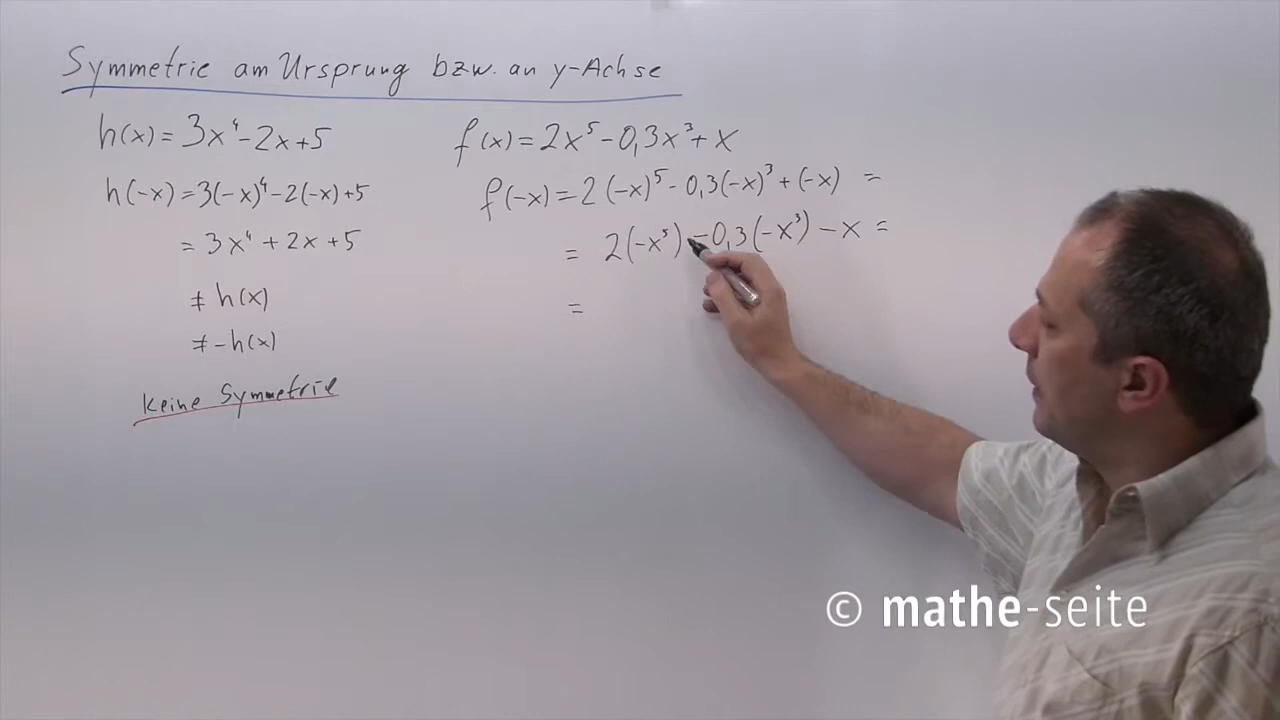 Symmetrie am Ursprung bzw. an y-Achse
h(x) = 3x⁴ - 2x + 5
h(-x) = 3(-x)⁴ - 2(-x) + 5
= 3x⁴ + 2x + 5
≠ h(x)
≠ -h(x)
keine Symmetrie
f(x) = 2x⁵ - 0,3x³ + x
f(-x) = 2(-x)⁵ - 0,3(-x)³ + (-x) =
= 2(-x⁵) - 0,3(-x³) - x =
=
© mathe-seite